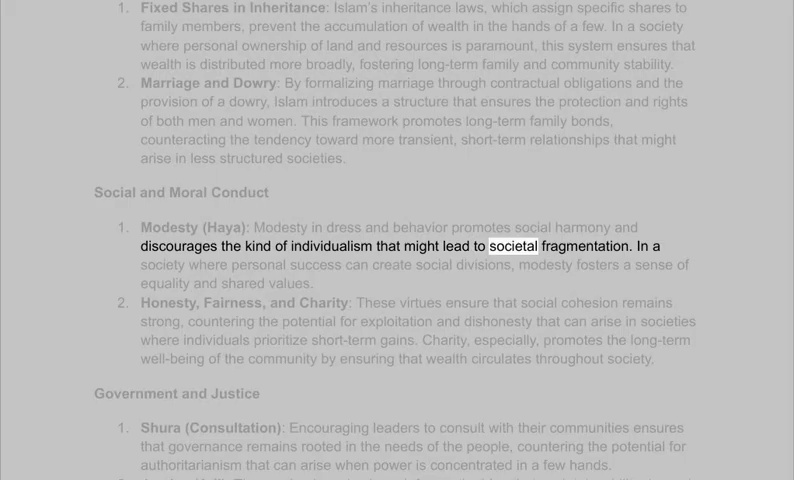 1. Fixed Shares in Inheritance: Islam's inheritance laws, which assign specific shares to
family members, prevent the accumulation of wealth in the hands of a few. In a society
where personal ownership of land and resources is paramount, this system ensures that
wealth is distributed more broadly, fostering long-term family and community stability.
2. Marriage and Dowry: By formalizing marriage through contractual obligations and the
provision of a dowry, Islam introduces a structure that ensures the protection and rights
of both men and women. This framework promotes long-term family bonds,
counteracting the tendency toward more transient, short-term relationships that might
arise in less structured societies.
Social and Moral Conduct
1. Modesty (Haya): Modesty in dress and behavior promotes social harmony and
discourages the kind of individualism that might lead to societal fragmentation. In a
society where personal success can create social divisions, modesty fosters a sense of
equality and shared values.
2. Honesty, Fairness, and Charity: These virtues ensure that social cohesion remains
strong, countering the potential for exploitation and dishonesty that can arise in societies
where individuals prioritize short-term gains. Charity, especially, promotes the long-term
well-being of the community by ensuring that wealth circulates throughout society.
Government and Justice
1. Shura (Consultation): Encouraging leaders to consult with their communities ensures
that governance remains rooted in the needs of the people, countering the potential for
authoritarianism that can arise when power is concentrated in a few hands.